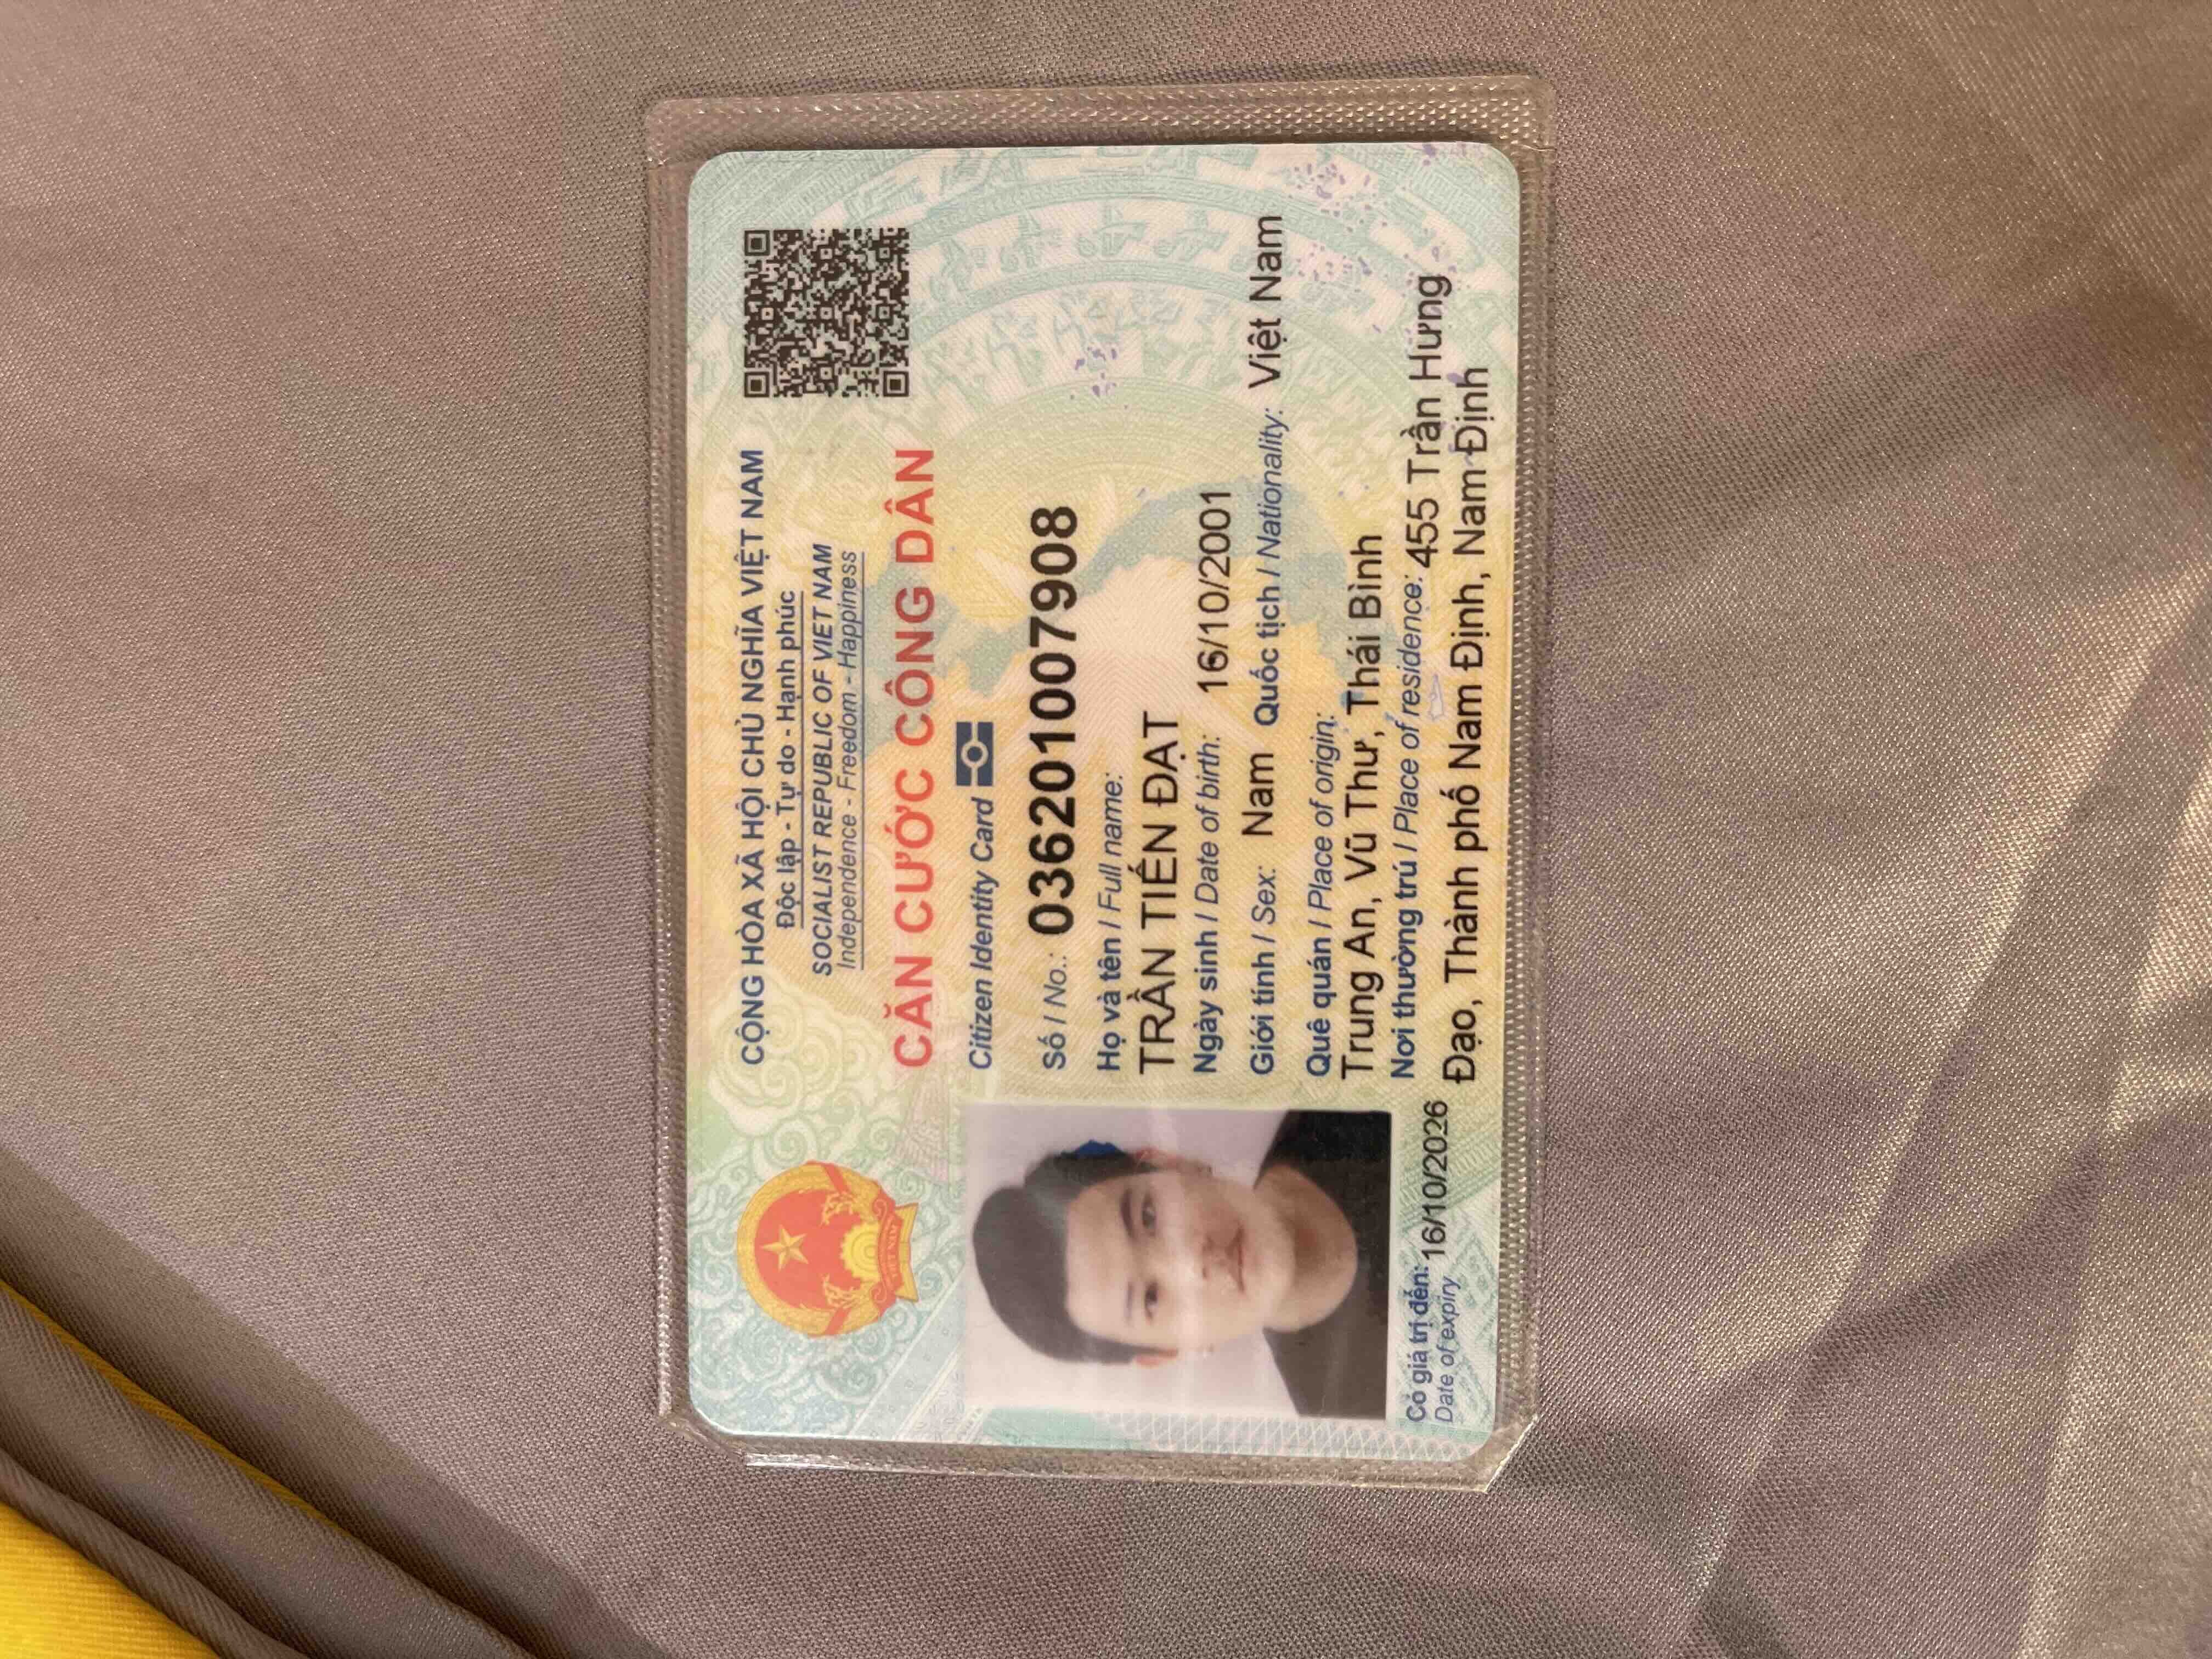 CỘNG HÒA XÃ HỘI CHỦ NGHĨA VIỆT NAM
Độc lập - Tự do - Hạnh phúc
SOCIALIST REPUBLIC OF VIET NAM
Independence - Freedom - Happiness
CĂN CƯỚC CÔNG DÂN
Citizen Identity Card
Số / No.: 036201007908
Họ và tên / Full name:
TRẦN TIẾN ĐẠT
Ngày sinh / Date of birth: 16/10/2001
Giới tính / Sex: Nam Quốc tịch / Nationality: Việt Nam
Quê quán / Place of origin:
Trung An, Vũ Thư, Thái Bình
Nơi thường trú / Place of residence: 455 Trần Hưng
Đạo, Thành phố Nam Định, Nam Định
Có giá trị đến: 16/10/2026
Date of expiry
VIỆT NAM